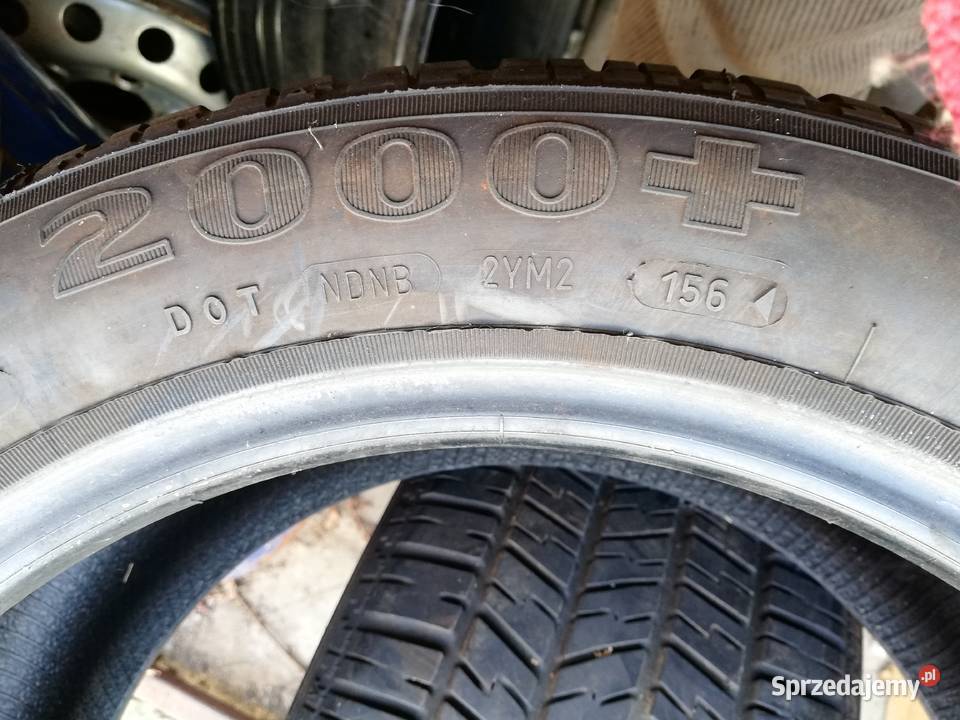 2000+
DOT NDNB 2YM2 156 ◀
Sprzedajemy.pl